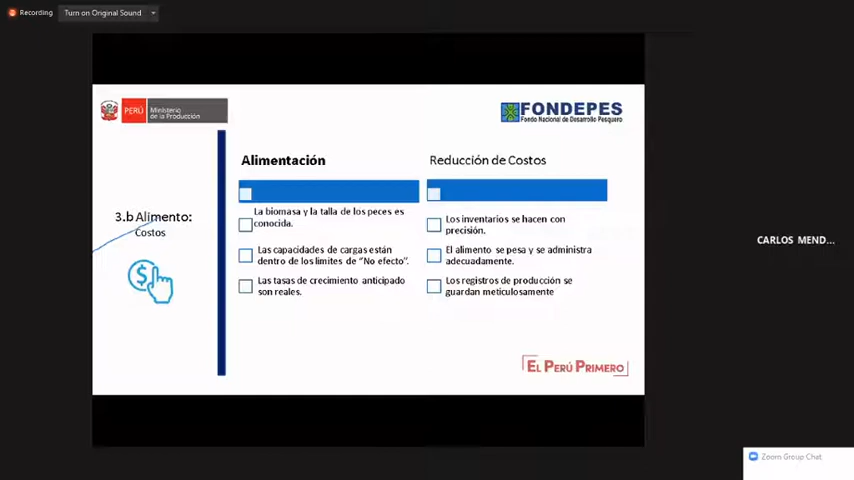 Recording
Turn on Original Sound
PERÚ
Ministerio
de la Producción
FONDEPES
Fondo Nacional de Desarrollo Pesquero
3.b Alimento:
Costos
Alimentación
La biomasa y la talla de los peces es
conocida.
Las capacidades de cargas están
dentro de los limites de “No efecto”.
Las tasas de crecimiento anticipado
son reales.
Reducción de Costos
Los inventarios se hacen con
precisión.
El alimento se pesa y se administra
adecuadamente.
Los registros de producción se
guardan meticulosamente
EL PERÚ PRIMERO
CARLOS MEND...
Zoom Group Chat